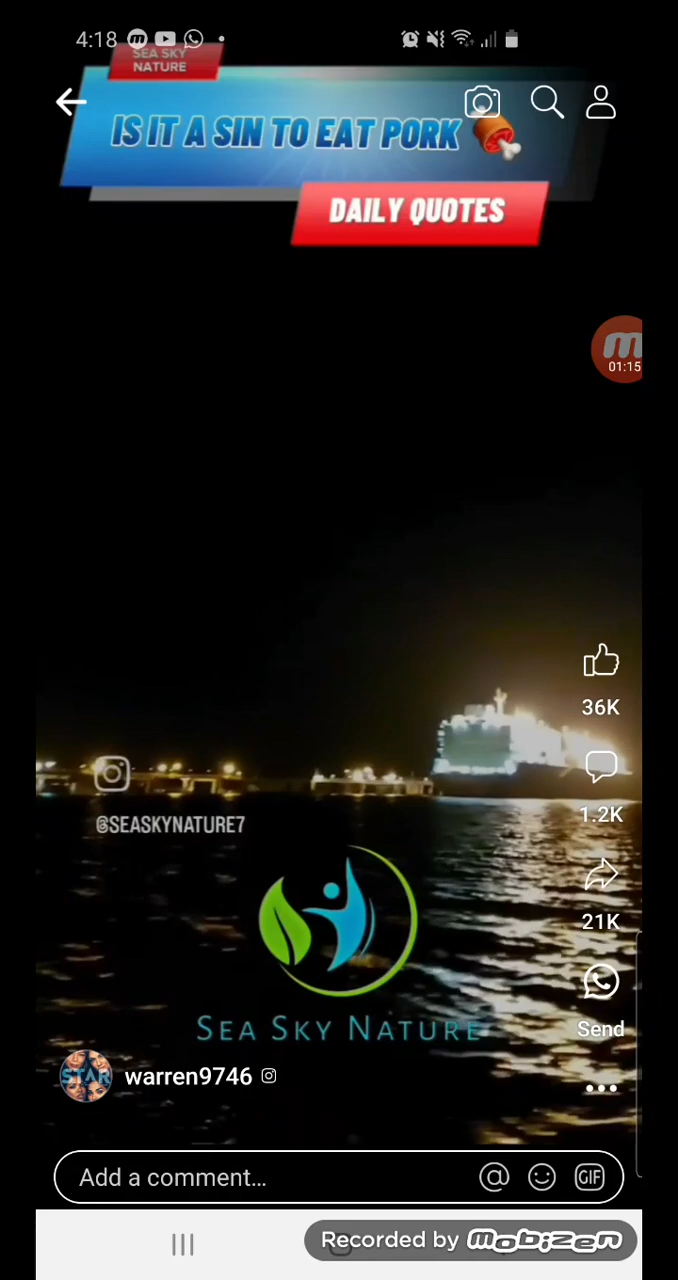 4:18
SEA SKY
NATURE
IS IT A SIN TO EAT PORK
DAILY QUOTES
01:15
36K
@SEASKYNATURE7
1.2K
21K
SEA SKY NATURE
Send
STAR
warren9746
Add a comment...
GIF
Recorded by mobizen